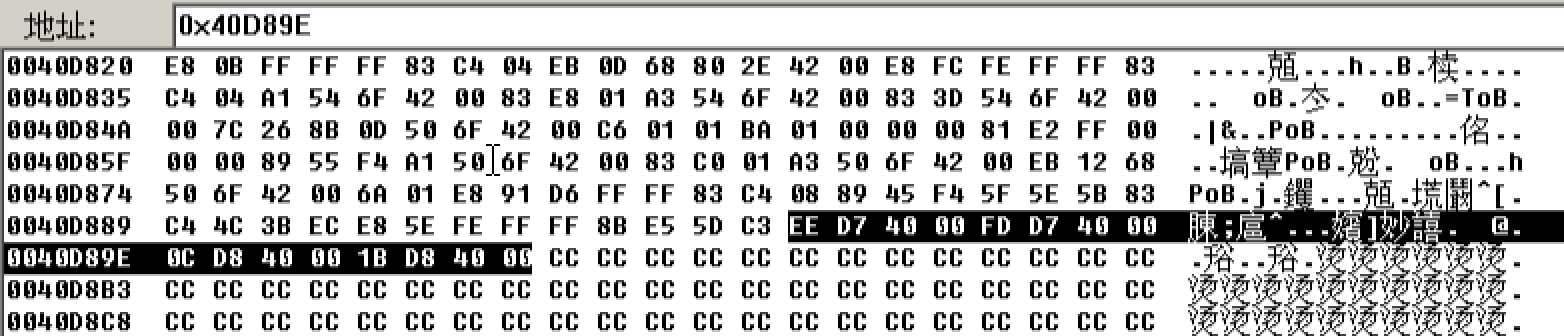 地址: 0x40D89E
0040D820 E8 0B FF FF FF 83 C4 04 EB 0D 68 80 2E 42 00 E8 FC FE FF FF 83 .....兡...h..B.椟....
0040D835 C4 04 A1 54 6F 42 00 83 E8 01 A3 54 6F 42 00 83 3D 54 6F 42 00 .. oB. oB..=ToB.
0040D84A 00 7C 26 8B 0D 50 6F 42 00 C6 01 01 BA 01 00 00 00 81 E2 FF 00 .|&..PoB.........佲..
0040D85F 00 00 89 55 F4 A1 50 6F 42 00 83 C0 01 A3 50 6F 42 00 EB 12 68 ..塙簟PoB.兝. oB...h
0040D874 50 6F 42 00 6A 01 E8 91 D6 FF FF 83 C4 08 89 45 F4 5F 5E 5B 83 PoB.j.钁...兡.塃鬫^[.
0040D889 C4 4C 3B EC E8 5E FE FF FF 8B E5 5D C3 EE D7 40 00 FD D7 40 00 腖;扈^...嬪]妙譆. @.
0040D89E 0C D8 40 00 1B D8 40 00 CC CC CC CC CC CC CC CC CC CC CC CC CC .谸..谸.烫烫烫烫烫烫.
0040D8B3 CC CC CC CC CC CC CC CC CC CC CC CC CC CC CC CC CC CC CC CC CC 烫烫烫烫烫烫烫烫烫烫.
0040D8C8 CC CC CC CC CC CC CC CC CC CC CC CC CC CC CC CC CC CC CC CC CC 烫烫烫烫烫烫烫烫烫烫.